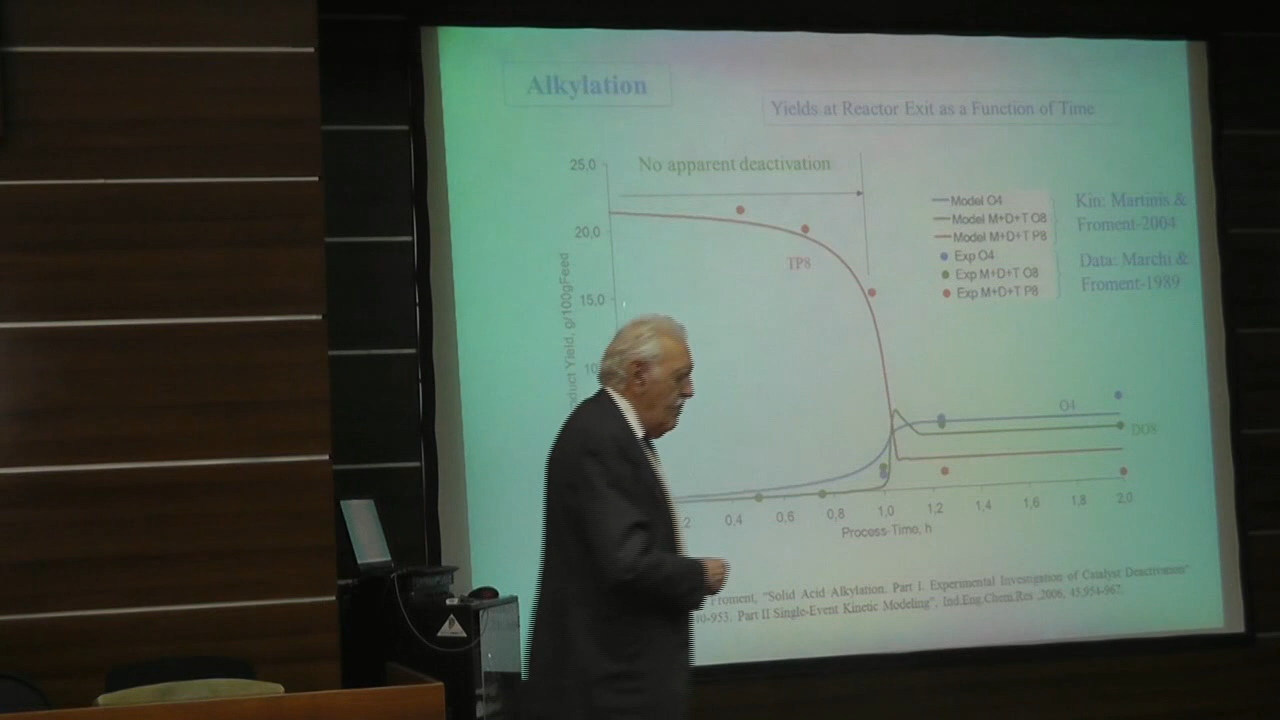 Alkylation
Yields at Reactor Exit as a Function of Time
No apparent deactivation
25,0
20,0
15,0
10
Yield, g/100gFeed
TP8
Model O4
Model M+D+T O8
Model M+D+T P8
Exp O4
Exp M+D+T O8
Exp M+D+T P8
Kin: Martinis &
Froment-2004
Data: Marchi &
Froment-1989
O4
DO8
2 0,4 0,6 0,8 1,0 1,2 1,4 1,6 1,8 2,0
Process-Time, h
Froment, "Solid Acid Alkylation. Part I. Experimental Investigation of Catalyst Deactivation"
-953. Part II Single-Event Kinetic Modeling", Ind.Eng.Chem.Res ,2006, 45,954-967.